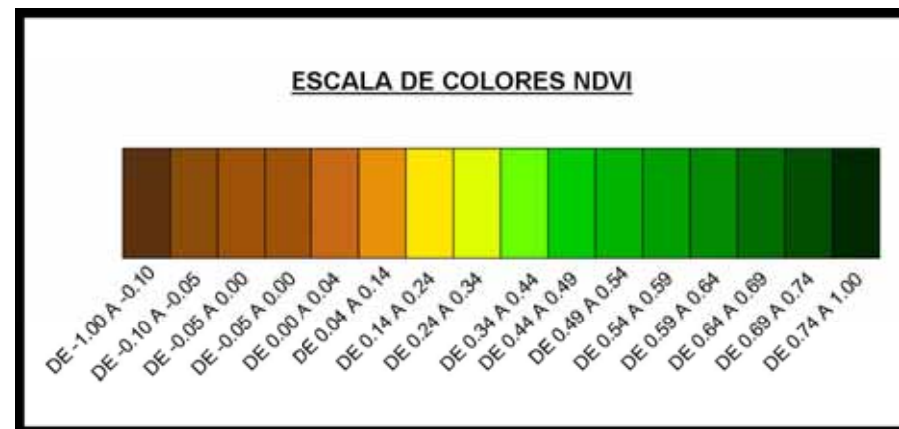 ESCALA DE COLORES NDVI
DE -1.00 A -0.10
DE -0.10 A -0.05
DE -0.05 A 0.00
DE -0.05 A 0.00
DE 0.00 A 0.04
DE 0.04 A 0.14
DE 0.14 A 0.24
DE 0.24 A 0.34
DE 0.34 A 0.44
DE 0.44 A 0.49
DE 0.49 A 0.54
DE 0.54 A 0.59
DE 0.59 A 0.64
DE 0.64 A 0.69
DE 0.69 A 0.74
DE 0.74 A 1.00